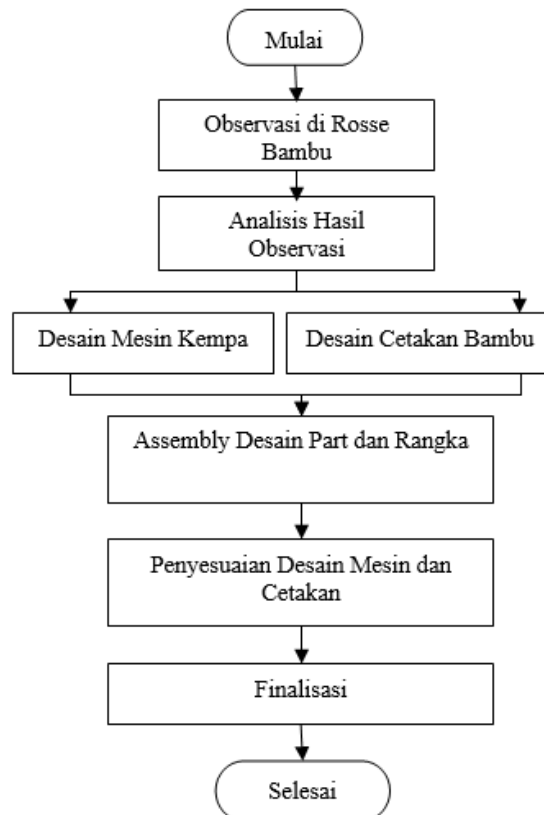 Mulai
Observasi di Rosse
Bambu
Analisis Hasil
Observasi
Desain Mesin Kempa
Desain Cetakan Bambu
Assembly Desain Part dan Rangka
Penyesuaian Desain Mesin dan
Cetakan
Finalisasi
Selesai